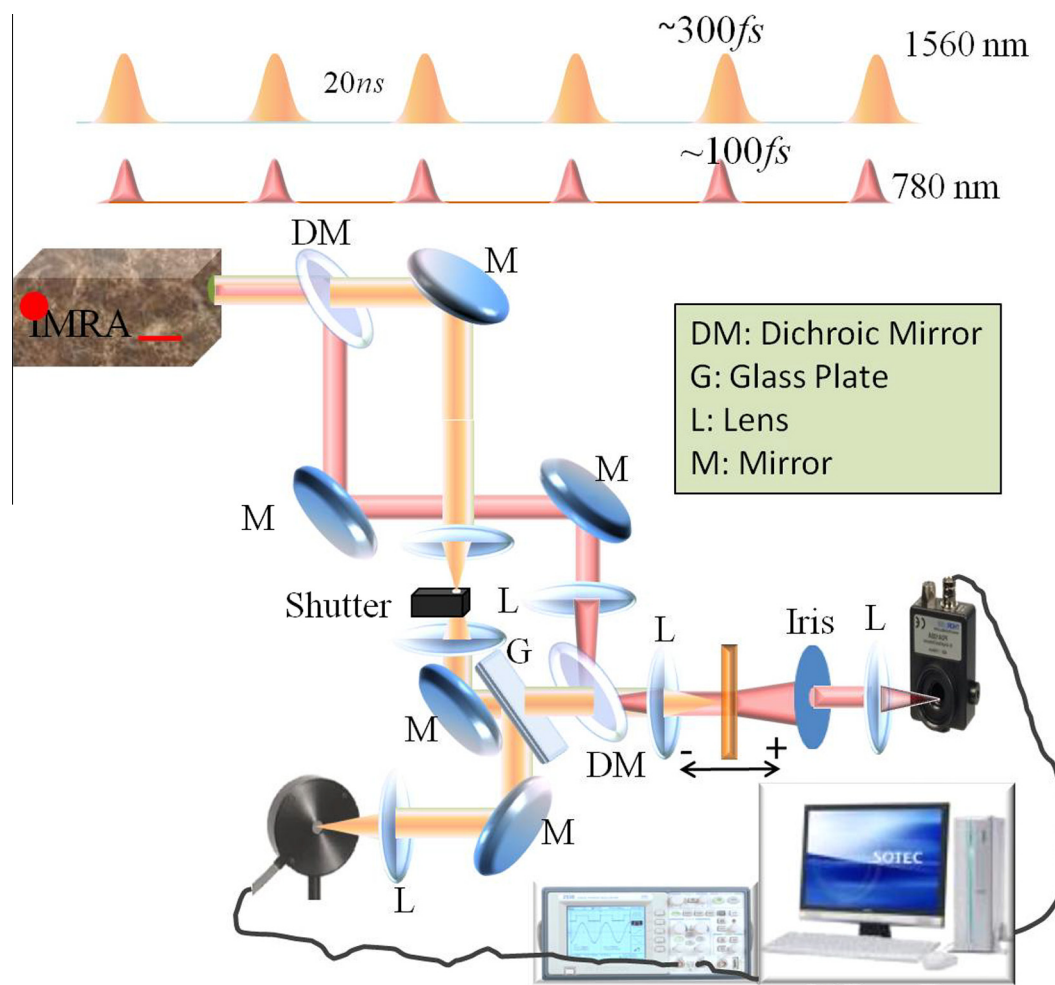 ~300fs
1560 nm
20ns
~100fs
780 nm
DM
M
IMRA
DM: Dichroic Mirror
G: Glass Plate
L: Lens
M: Mirror
M
M
Shutter
L
G
L
Iris
L
M
DM
- +
M
L
SOTEC